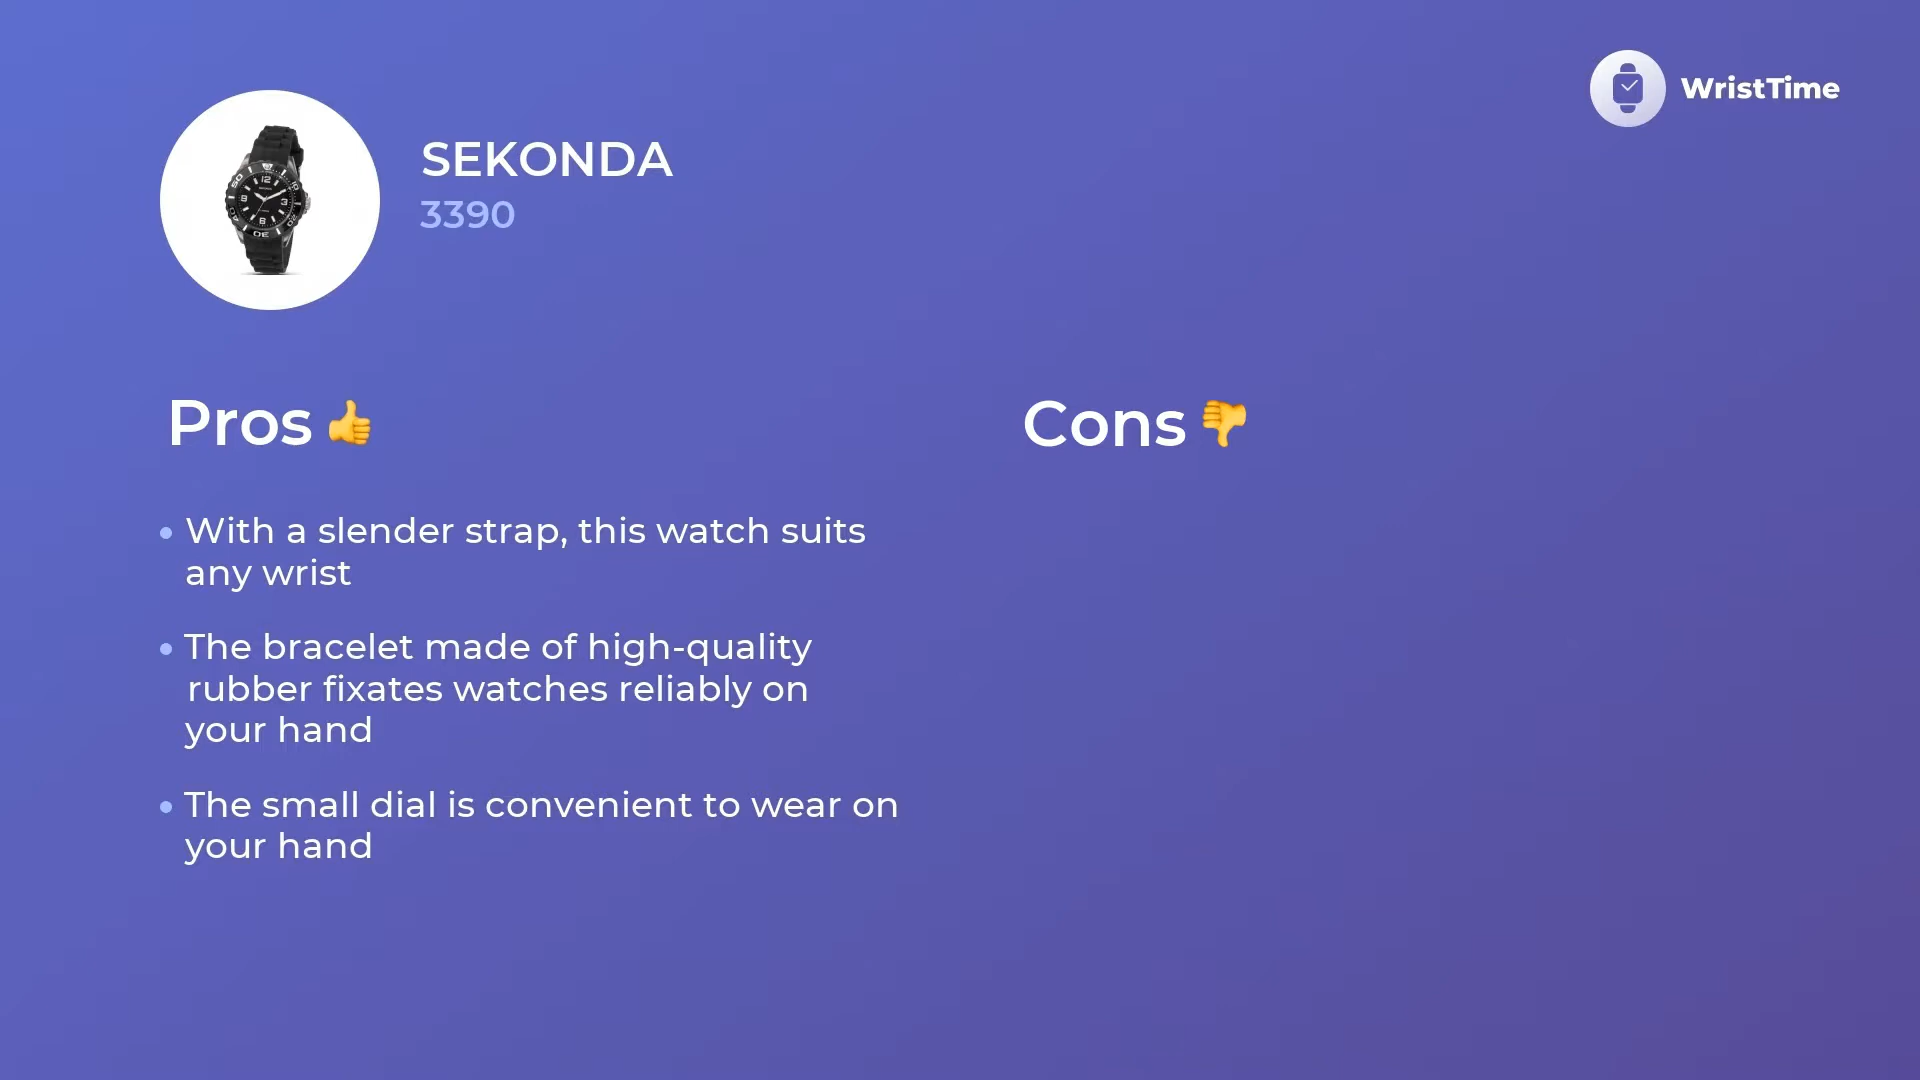 WristTime
SEKONDA
3390
Pros 👍
Cons 👎
With a slender strap, this watch suits
any wrist
The bracelet made of high-quality
rubber fixates watches reliably on
your hand
The small dial is convenient to wear on
your hand